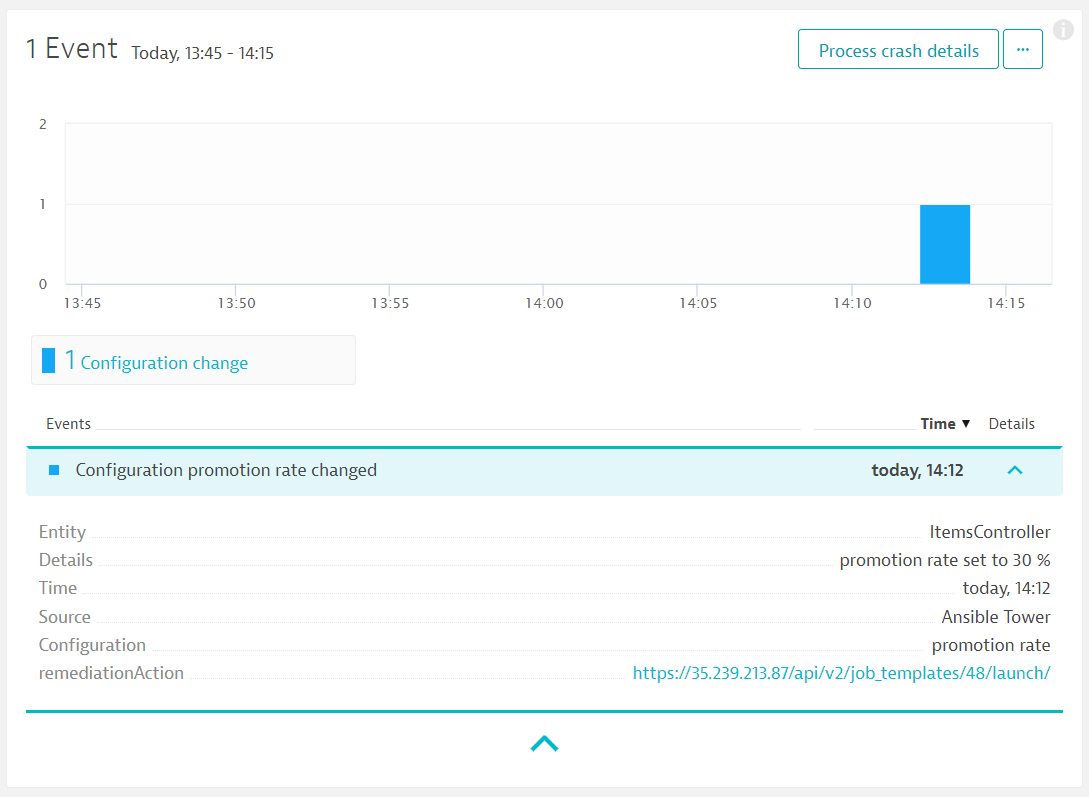 1 Event Today, 13:45 - 14:15
Process crash details
...
i
2
1
0
13:45 13:50 13:55 14:00 14:05 14:10 14:15
1 Configuration change
Events Time ▼ Details
Configuration promotion rate changed today, 14:12
Entity ItemsController
Details promotion rate set to 30 %
Time today, 14:12
Source Ansible Tower
Configuration promotion rate
remediationAction https://35.239.213.87/api/v2/job_templates/48/launch/